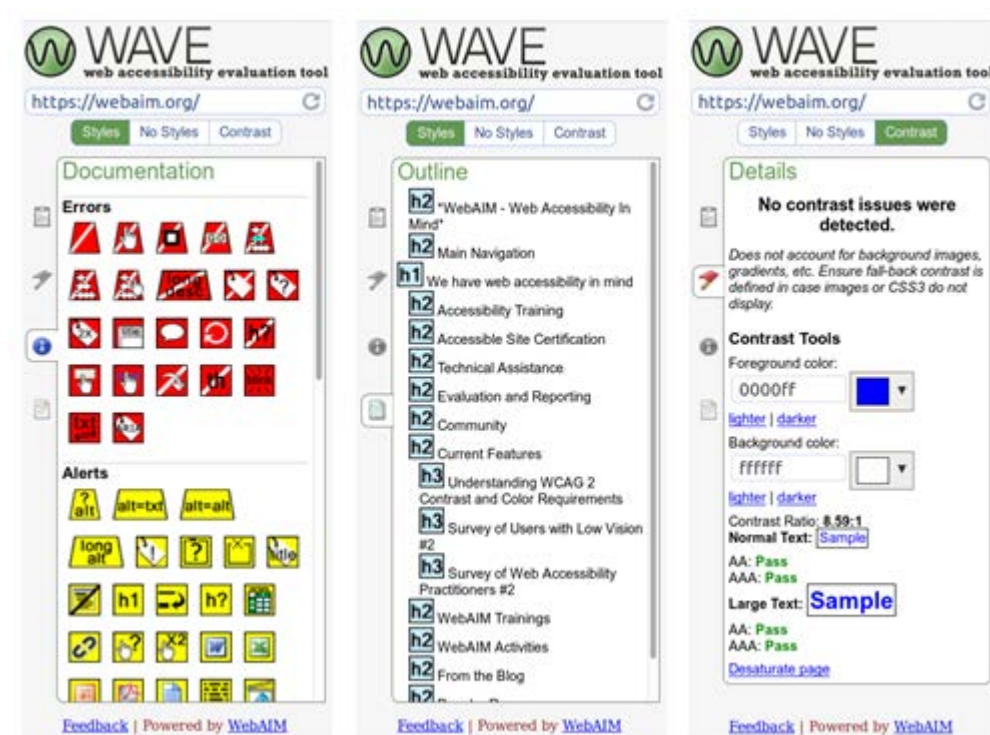 WAVE
web accessibility evaluation tool
https://webaim.org/
Styles No Styles Contrast
Documentation
Errors
long desc
title
h?
th
blink
txt
Alerts
? alt
alt=txt
alt=alt
long alt
!
?
title
h1
h?
?
X2
Feedback | Powered by WebAIM
WAVE
web accessibility evaluation tool
https://webaim.org/
Styles No Styles Contrast
Outline
h2 "WebAIM - Web Accessibility In
Mind"
h2 Main Navigation
h1 We have web accessibility in mind
h2 Accessibility Training
h2 Accessible Site Certification
h2 Technical Assistance
h2 Evaluation and Reporting
h2 Community
h2 Current Features
h3 Understanding WCAG 2
Contrast and Color Requirements
h3 Survey of Users with Low Vision
#2
h3 Survey of Web Accessibility
Practitioners #2
h2 WebAIM Trainings
h2 WebAIM Activities
h2 From the Blog
h2
Feedback | Powered by WebAIM
WAVE
web accessibility evaluation tool
https://webaim.org/
Styles No Styles Contrast
Details
No contrast issues were
detected.
Does not account for background images,
gradients, etc. Ensure fall-back contrast is
defined in case images or CSS3 do not
display.
Contrast Tools
Foreground color:
0000ff
lighter | darker
Background color:
ffffff
lighter | darker
Contrast Ratio: 8.59:1
Normal Text: Sample
AA: Pass
AAA: Pass
Large Text: Sample
AA: Pass
AAA: Pass
Desaturate page
Feedback | Powered by WebAIM